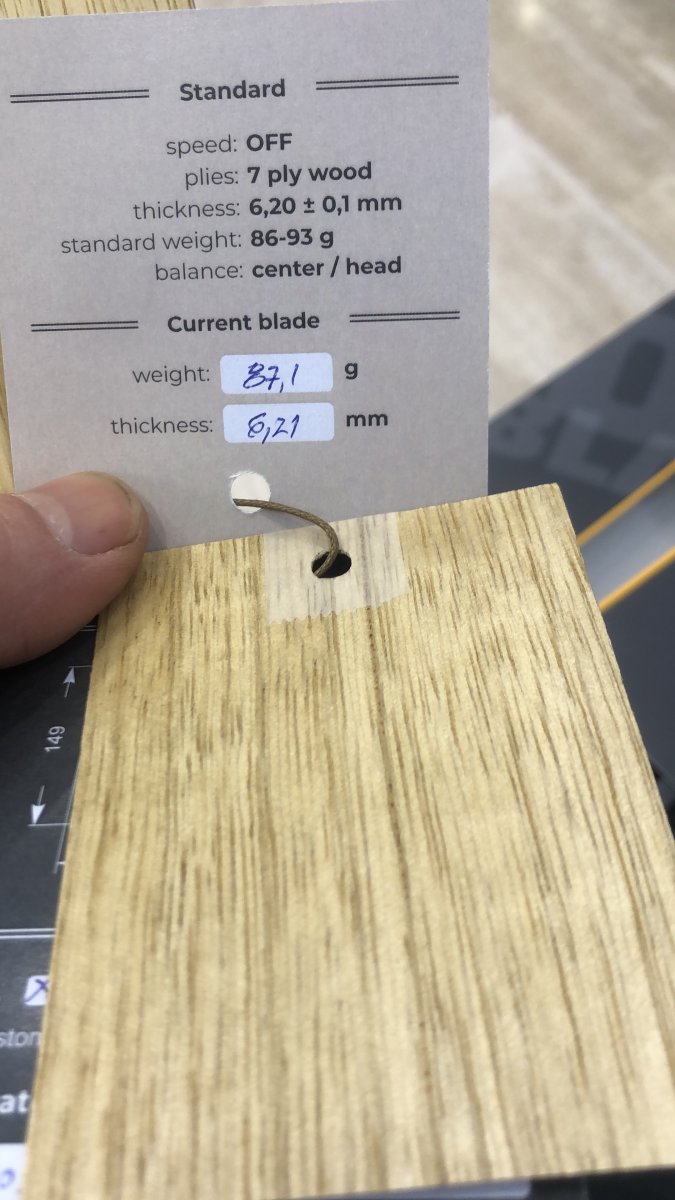 Standard
speed: OFF
plies: 7 ply wood
thickness: 6,20 ± 0,1 mm
standard weight: 86-93 g
balance: center / head
Current blade
weight: 87,1 g
thickness: 6,21 mm
149